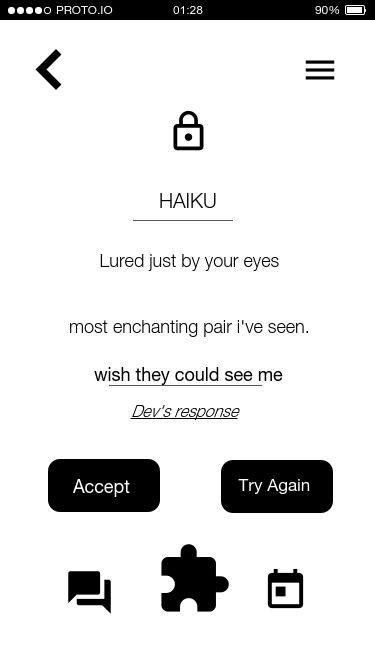 PROTO.IO 01:28 90%
HAIKU
Lured just by your eyes
most enchanting pair i've seen.
wish they could see me
Dev's response
Accept Try Again